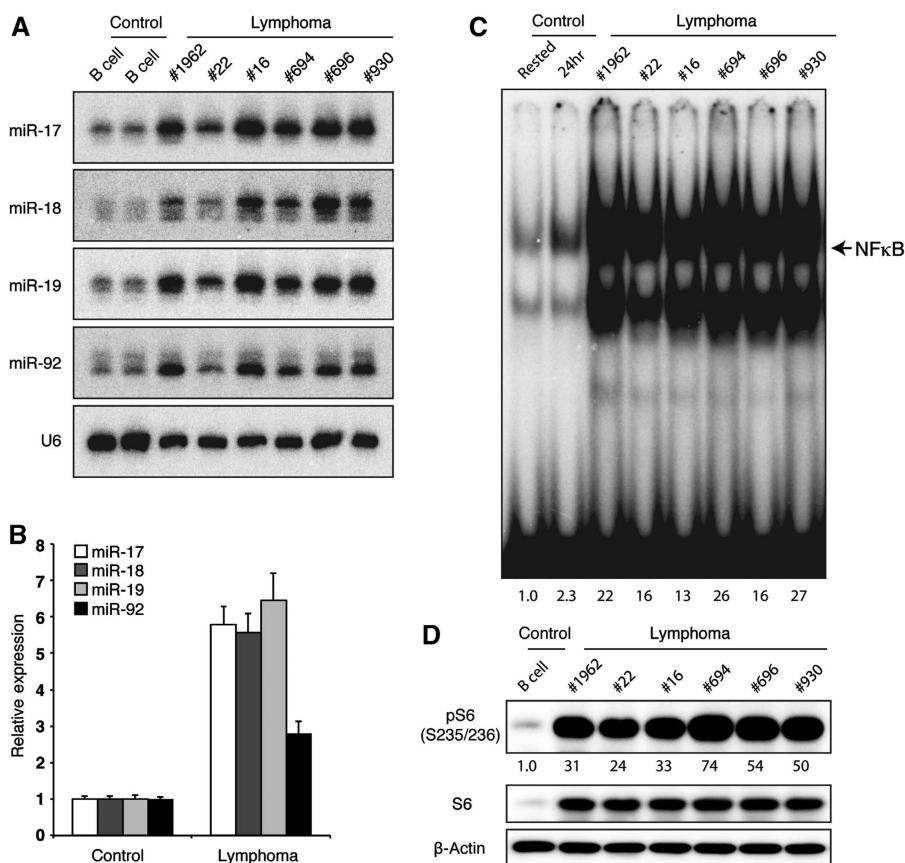 A
Control Lymphoma
B cell B cell #1962 #22 #16 #694 #696 #930
miR-17
miR-18
miR-19
miR-92
U6
B
8
7
6
5
4
3
2
1
0
Relative expression
miR-17
miR-18
miR-19
miR-92
Control Lymphoma
C
Control Lymphoma
Rested 24hr #1962 #22 #16 #694 #696 #930
NFκB
1.0 2.3 22 16 13 26 16 27
D
Control Lymphoma
B cell #1962 #22 #16 #694 #696 #930
pS6
(S235/236)
1.0 31 24 33 74 54 50
S6
β-Actin